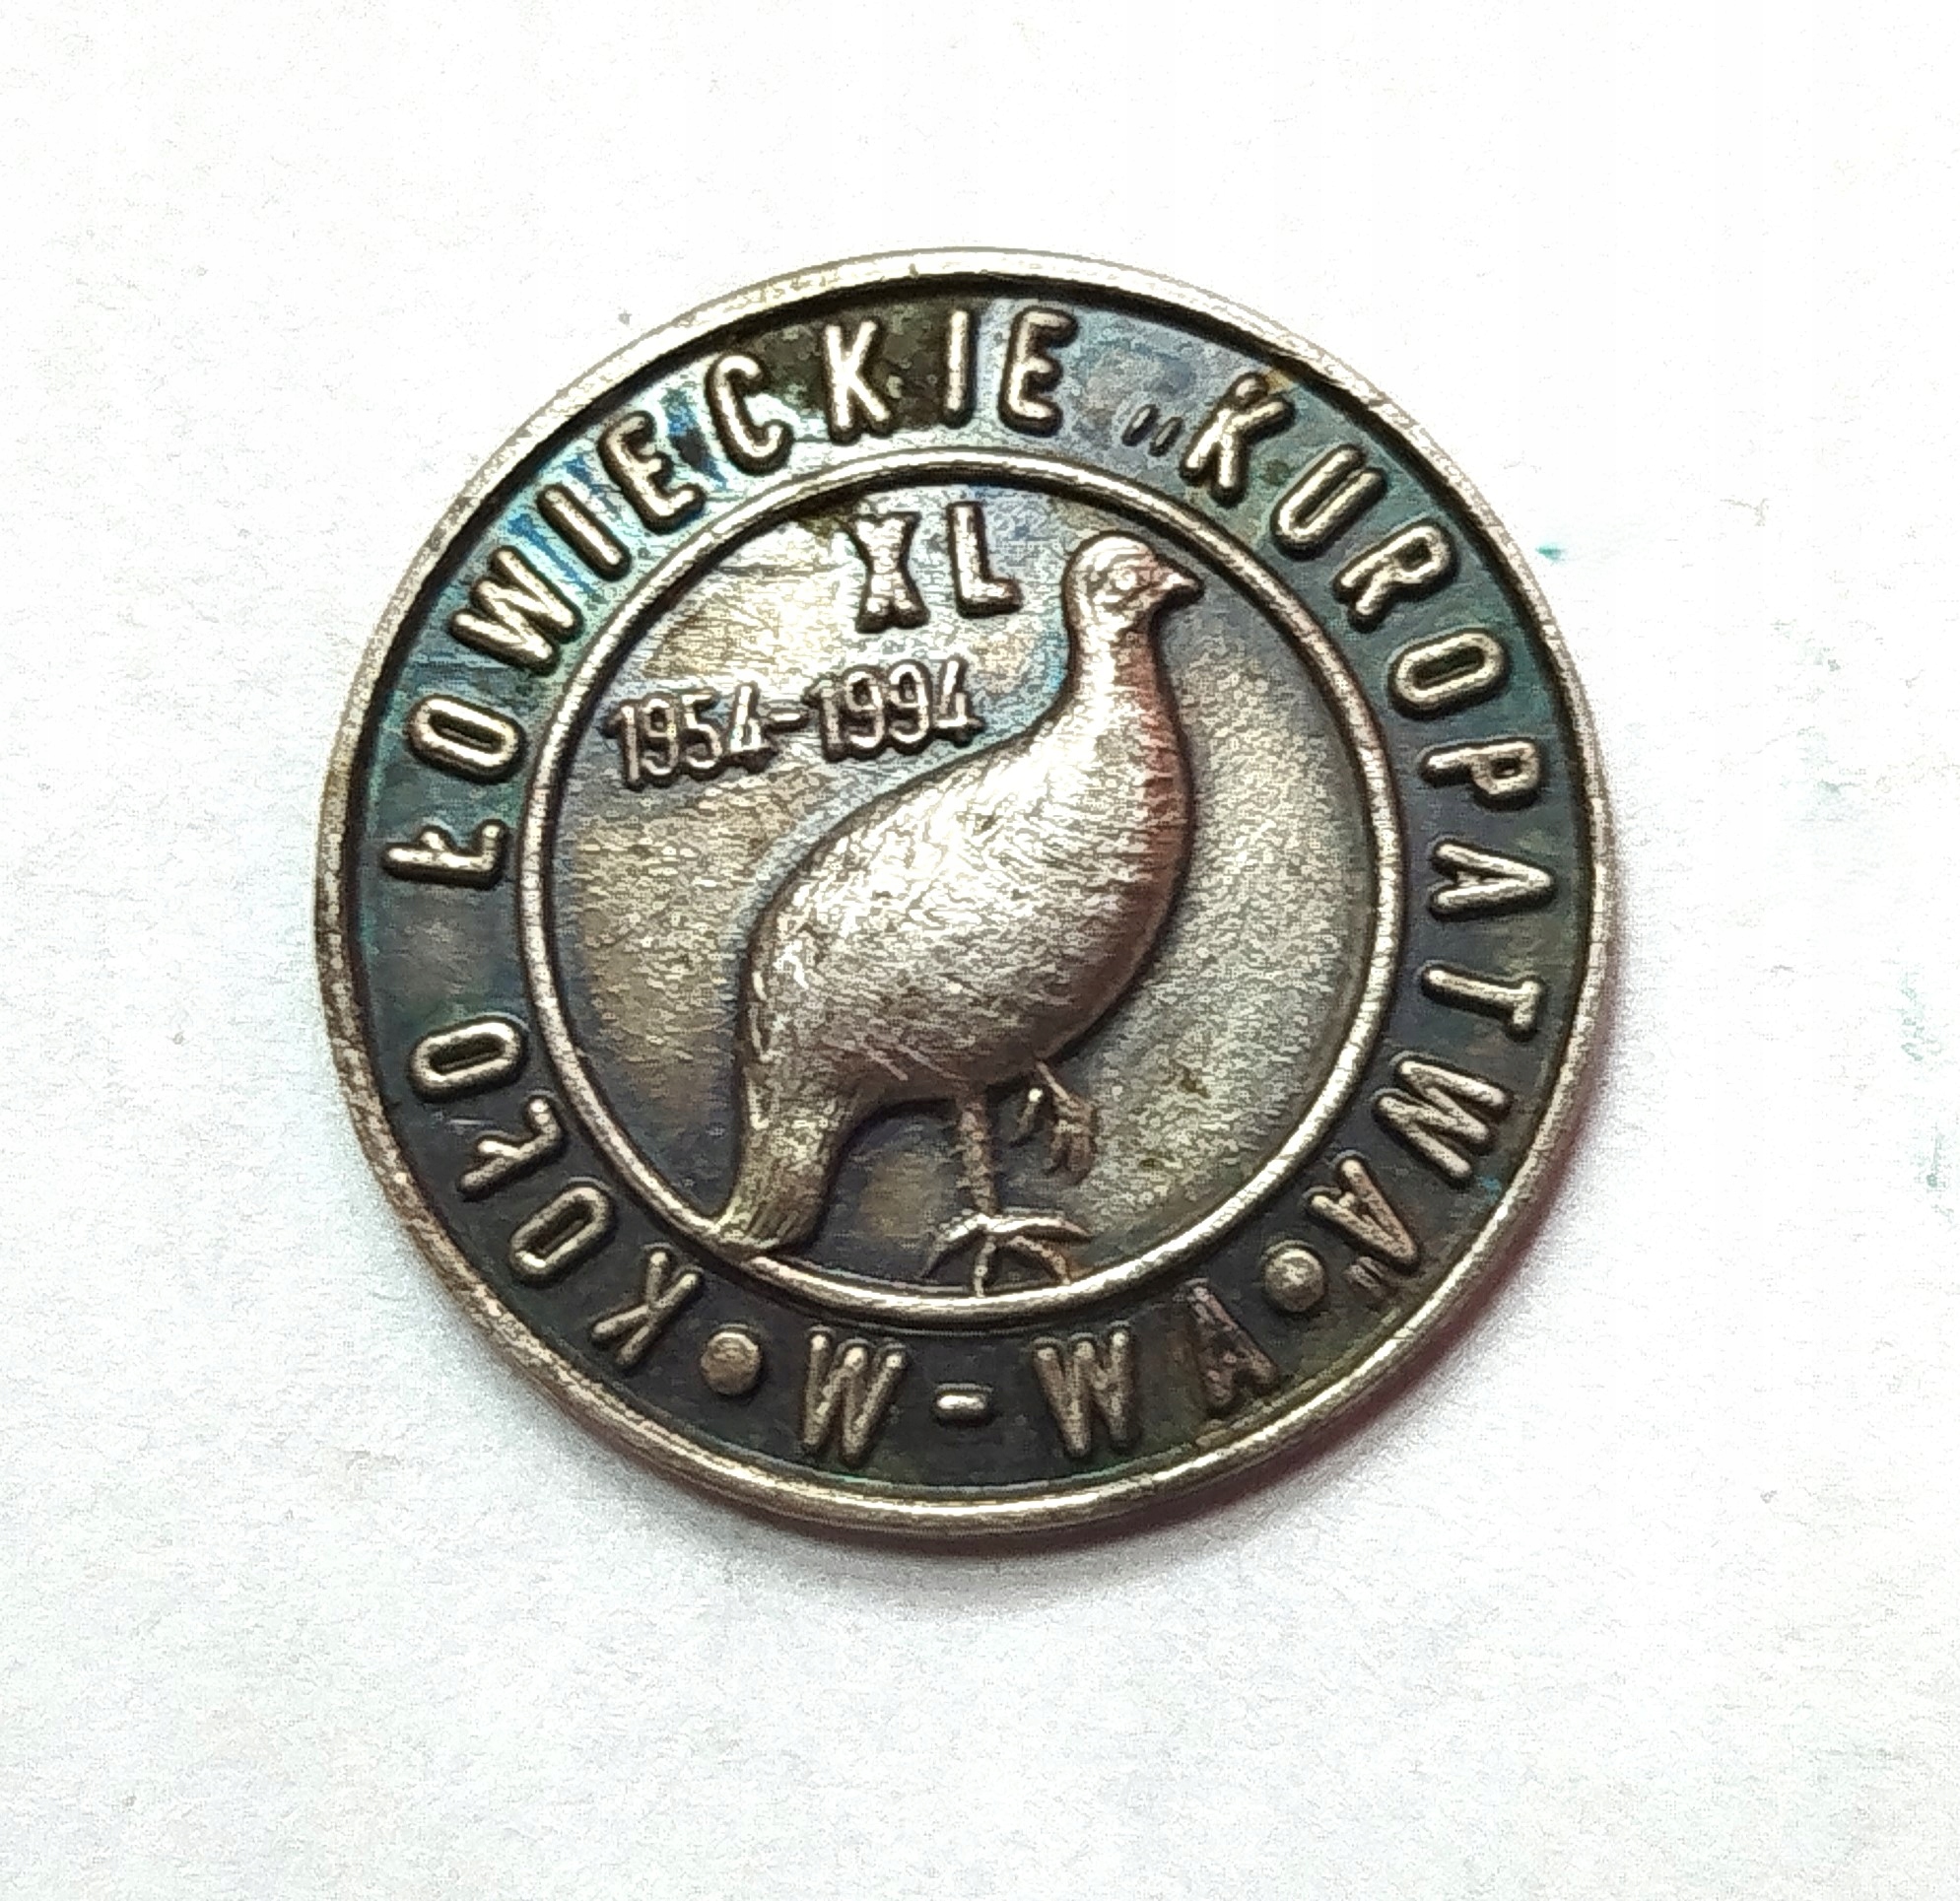 KOŁO ŁOWIECKIE „KUROPATWA"
• W-WA •
XL
1954-1994